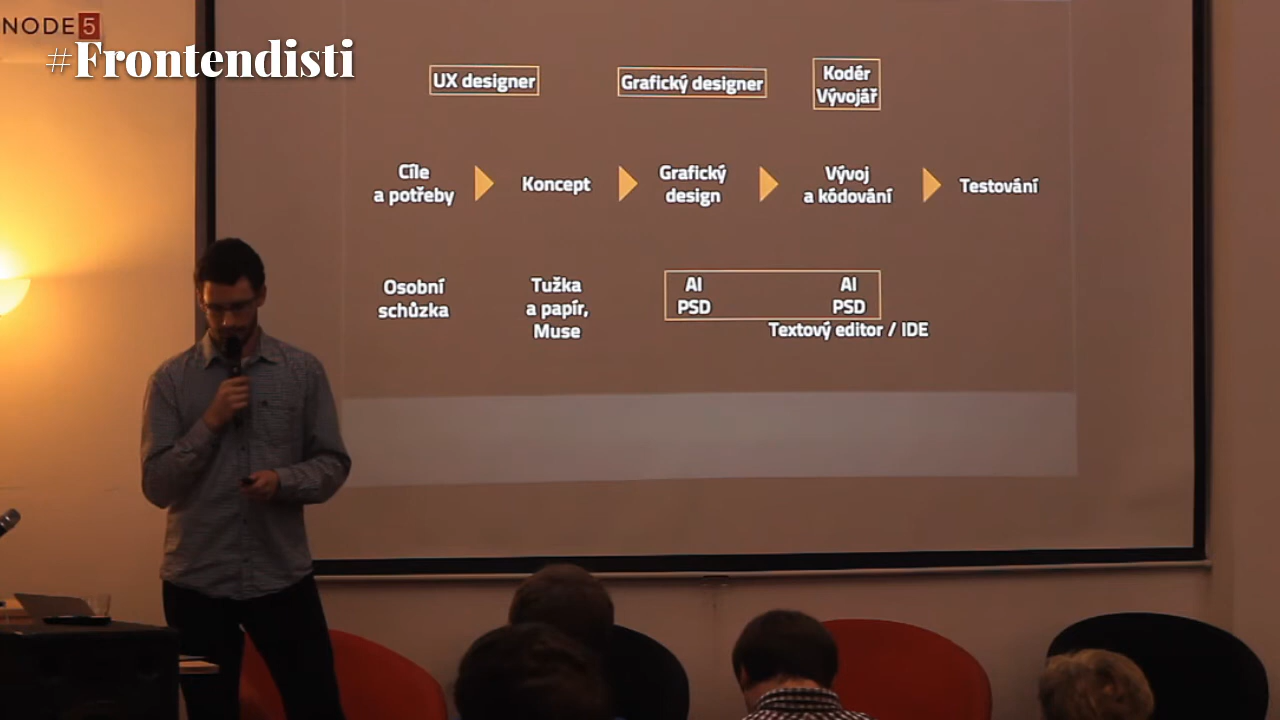 NODE5
#Frontendisti
UX designer
Grafický designer
Kodér
Vývojář
Cíle
a potřeby
Koncept
Grafický
design
Vývoj
a kódování
Testování
Osobní
schůzka
Tužka
a papír,
Muse
AI
PSD
AI
PSD
Textový editor / IDE